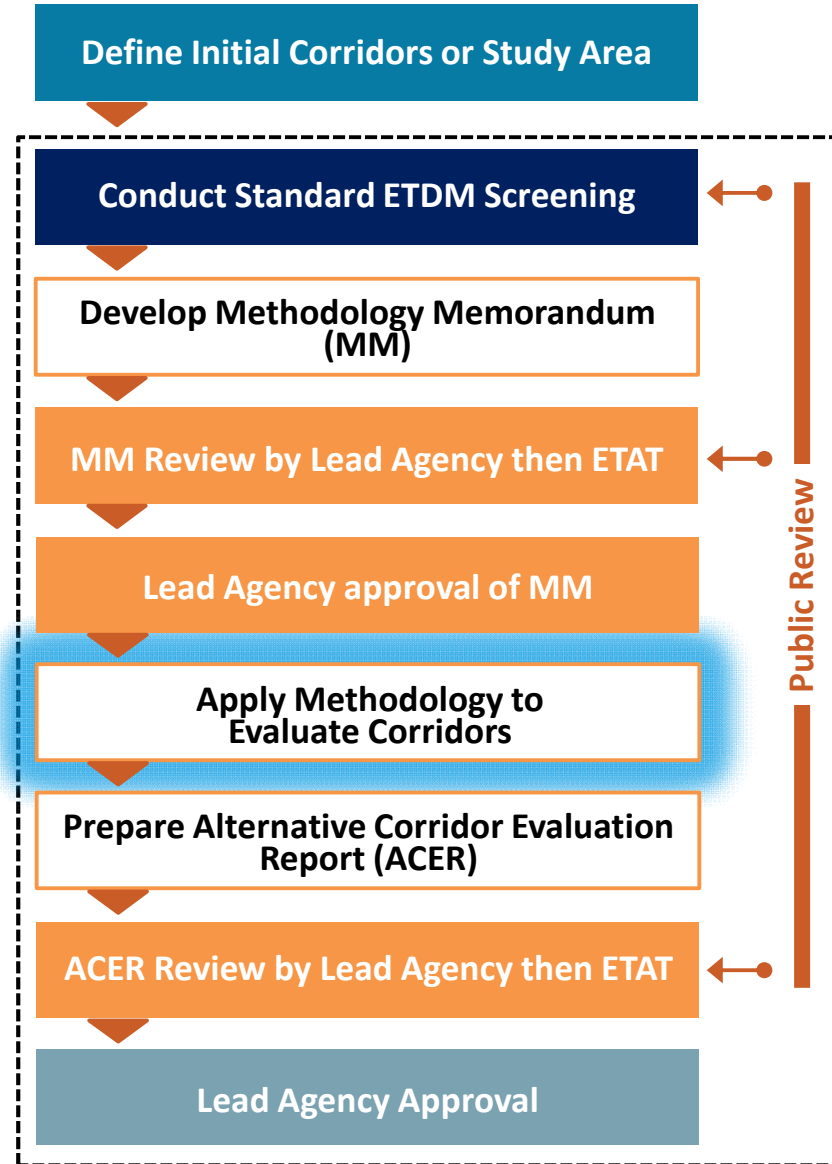 Define Initial Corridors or Study Area
Conduct Standard ETDM Screening
Develop Methodology Memorandum
(MM)
MM Review by Lead Agency then ETAT
Lead Agency approval of MM
Apply Methodology to
Evaluate Corridors
Prepare Alternative Corridor Evaluation
Report (ACER)
ACER Review by Lead Agency then ETAT
Lead Agency Approval
Public Review